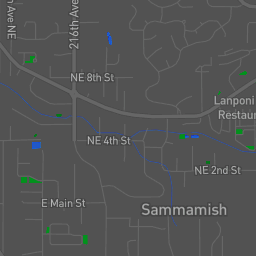 h Ave NE
216th Ave
NE 8th St
Lanponi
Restau
NE 4th St
NE 2nd St
E Main St
Sammamish